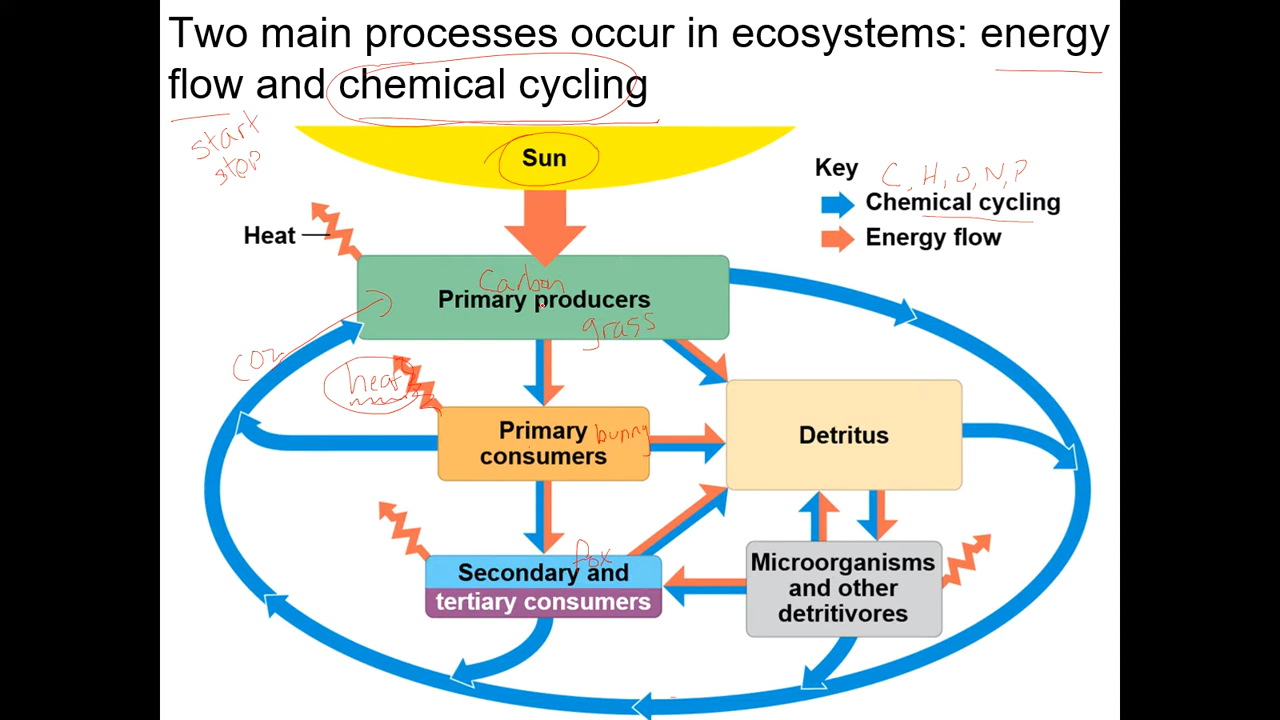 Two main processes occur in ecosystems: energy
flow and chemical cycling
start
stop
Sun
Key
C, H, O, N, P
Chemical cycling
Energy flow
Heat
Carbon
Primary producers
grass
CO2
heat
Primary
consumers
bunny
Detritus
fox
Secondary and
tertiary consumers
Microorganisms
and other
detritivores